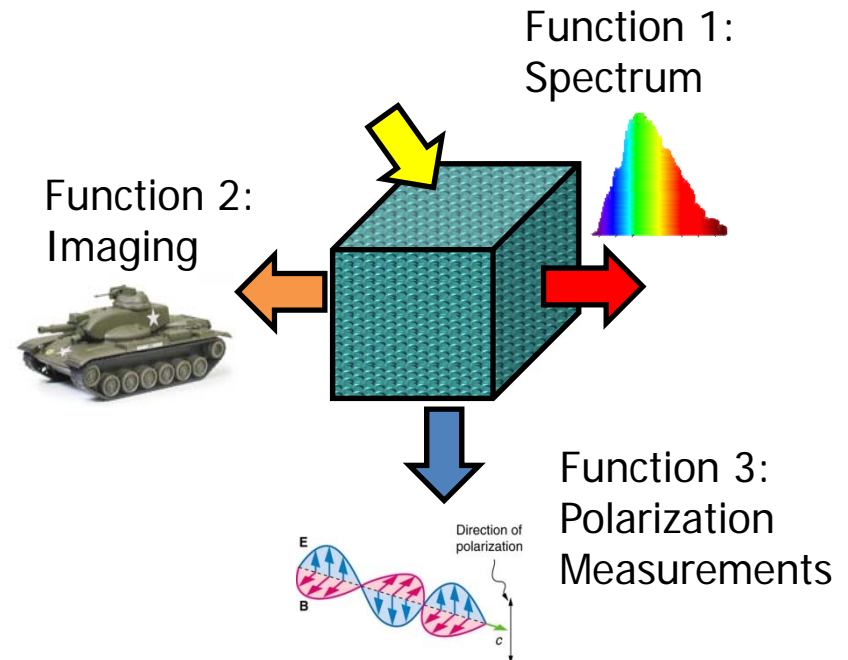 Function 1:
Spectrum
Function 2:
Imaging
Function 3:
Polarization
Measurements
Direction of
polarization
E
B
c